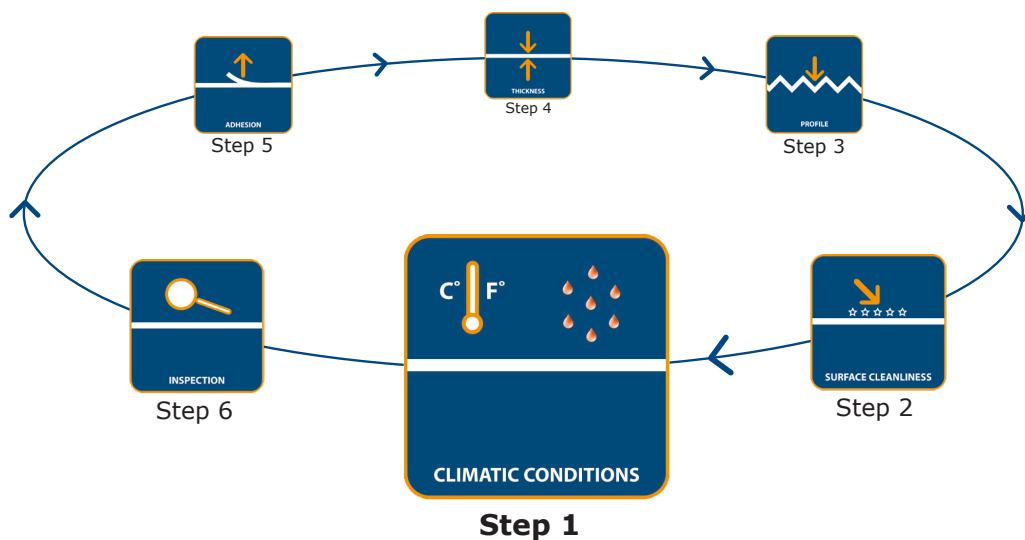 THICKNESS
Step 4
ADHESION
Step 5
PROFILE
Step 3
C° F°
INSPECTION
Step 6
SURFACE CLEANLINESS
Step 2
CLIMATIC CONDITIONS
Step 1